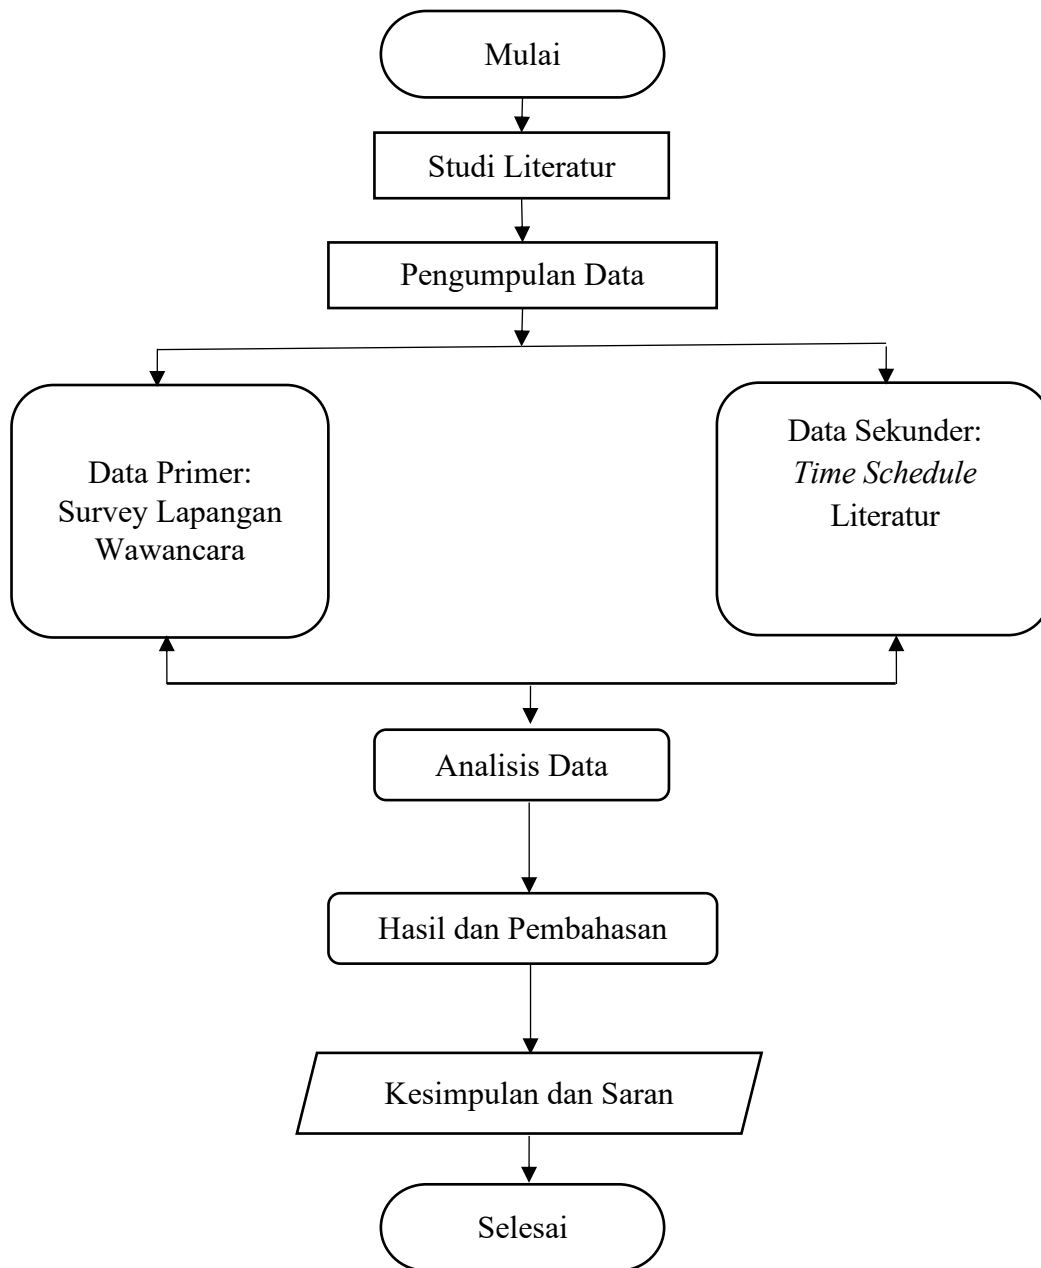 Mulai
Studi Literatur
Pengumpulan Data
Data Primer:
Survey Lapangan
Wawancara
Data Sekunder:
Time Schedule
Literatur
Analisis Data
Hasil dan Pembahasan
Kesimpulan dan Saran
Selesai